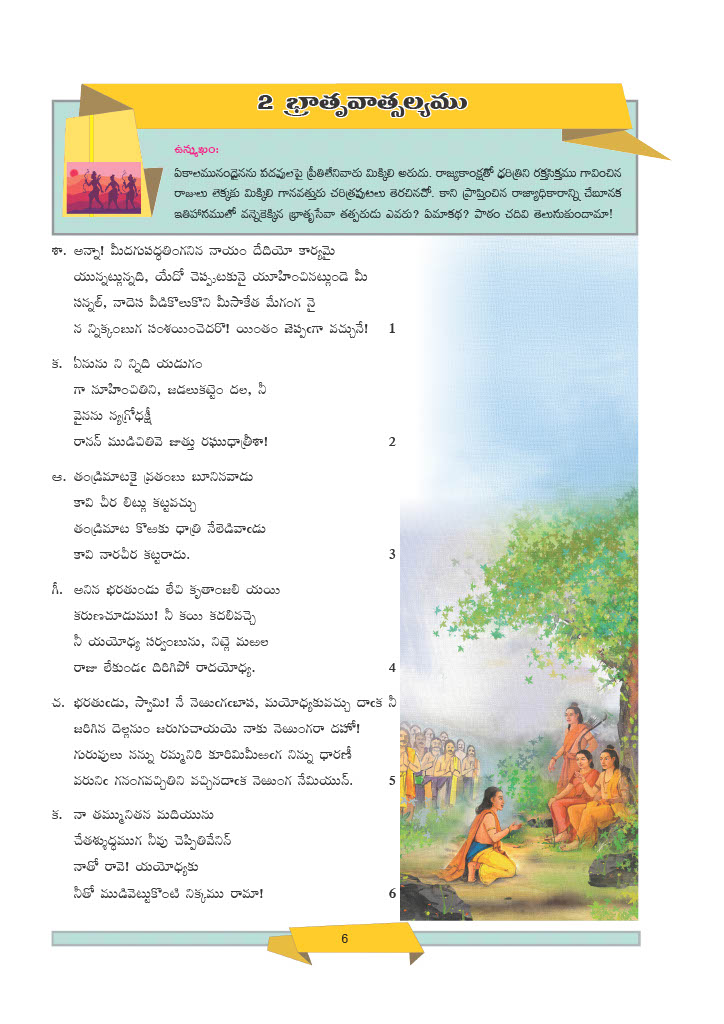 2 భ్రాతృవాత్సల్యము
ఉన్ముఖం:
ఏకాలమునందైనను పదవులపై ప్రీతిలేనివారు మిక్కిలి అరుదు. రాజ్యకాంక్షతో ధరిత్రిని రక్తసిక్తము గావించిన
రాజులు లెక్కకు మిక్కిలి గానవత్తురు చరిత్రపుటలు తెరచినచో. కాని ప్రాప్తించిన రాజ్యాధికారాన్ని చేబూనక
ఇతిహాసములో వన్నెకెక్కిన భ్రాతృసేవా తత్పరుడు ఎవరు? ఏమాకథ? పాఠం చదివి తెలుసుకుందామా!
శా. అన్నా! మీదగుపద్ధతింగనిన నాయం దేదియో కార్యమై
యున్నట్లున్నది, యేదో చెప్పుటకునై యూహించినట్లుండె మీ
సన్నల్, నాదెస వీడికొలుకొని మీసాకేత మేగంగ నై
న న్నిక్కంబుగ సంశయించెదరొ! యింతం జెప్పఁగా వచ్చునే! 1
క. ఏనును ని న్నిది యడుగం
గా నూహించితిని, జడలుకట్టెం దల, నీ
వైనను న్యగ్రోధక్షీ
రానన్ ముడిచితివె జుత్తు రఘుధాత్రీశా! 2
ఆ. తండ్రిమాటకై వ్రతంబు బూనినవాడు
కావి చీర లిట్లు కట్టవచ్చు
తండ్రిమాట కొఱకు ధాత్రి నేలెడివాఁడు
కావి నారచీర కట్టరాదు. 3
గీ. అనిన భరతుండు లేచి కృతాంజలి యయి
కరుణచూడుము! నీ కయి కదలివచ్చె
నీ యయోధ్య సర్వంబును, నిట్లె మఱల
రాజు లేకుండఁ దిరిగిపో రాదయోధ్య. 4
చ. భరతుఁడు, స్వామి! నే నెఱుఁగఁబాప, మయోధ్యకువచ్చు దాఁక నీ
జరిగిన దెల్లనుం జరుగుచాయయె నాకు నెఱుంగరా దహో!
గురువులు నన్ను రమ్మనిరి కూరిమిమీఱఁగ నిన్ను ధారణీ
వరునిఁ గనంగవచ్చితిని వచ్చినదాఁక నెఱుంగ నేమియున్. 5
క. నా తమ్మునితన మదియును
చేతశ్శుద్ధముగ నీవు చెప్పితివేనిన్
నాతో రావె! యయోధ్యకు
నీతో ముడివెట్టుకొంటి నిక్కము రామా! 6
6